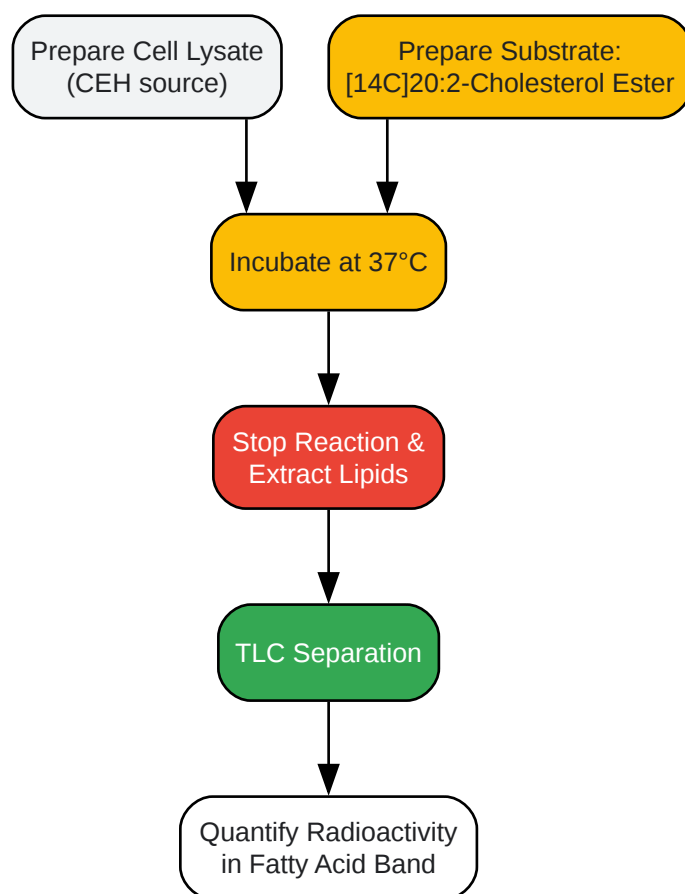 Prepare Cell Lysate
(CEH source)
Prepare Substrate:
[14C]20:2-Cholesterol Ester
Incubate at 37°C
Stop Reaction &
Extract Lipids
TLC Separation
Quantify Radioactivity
in Fatty Acid Band